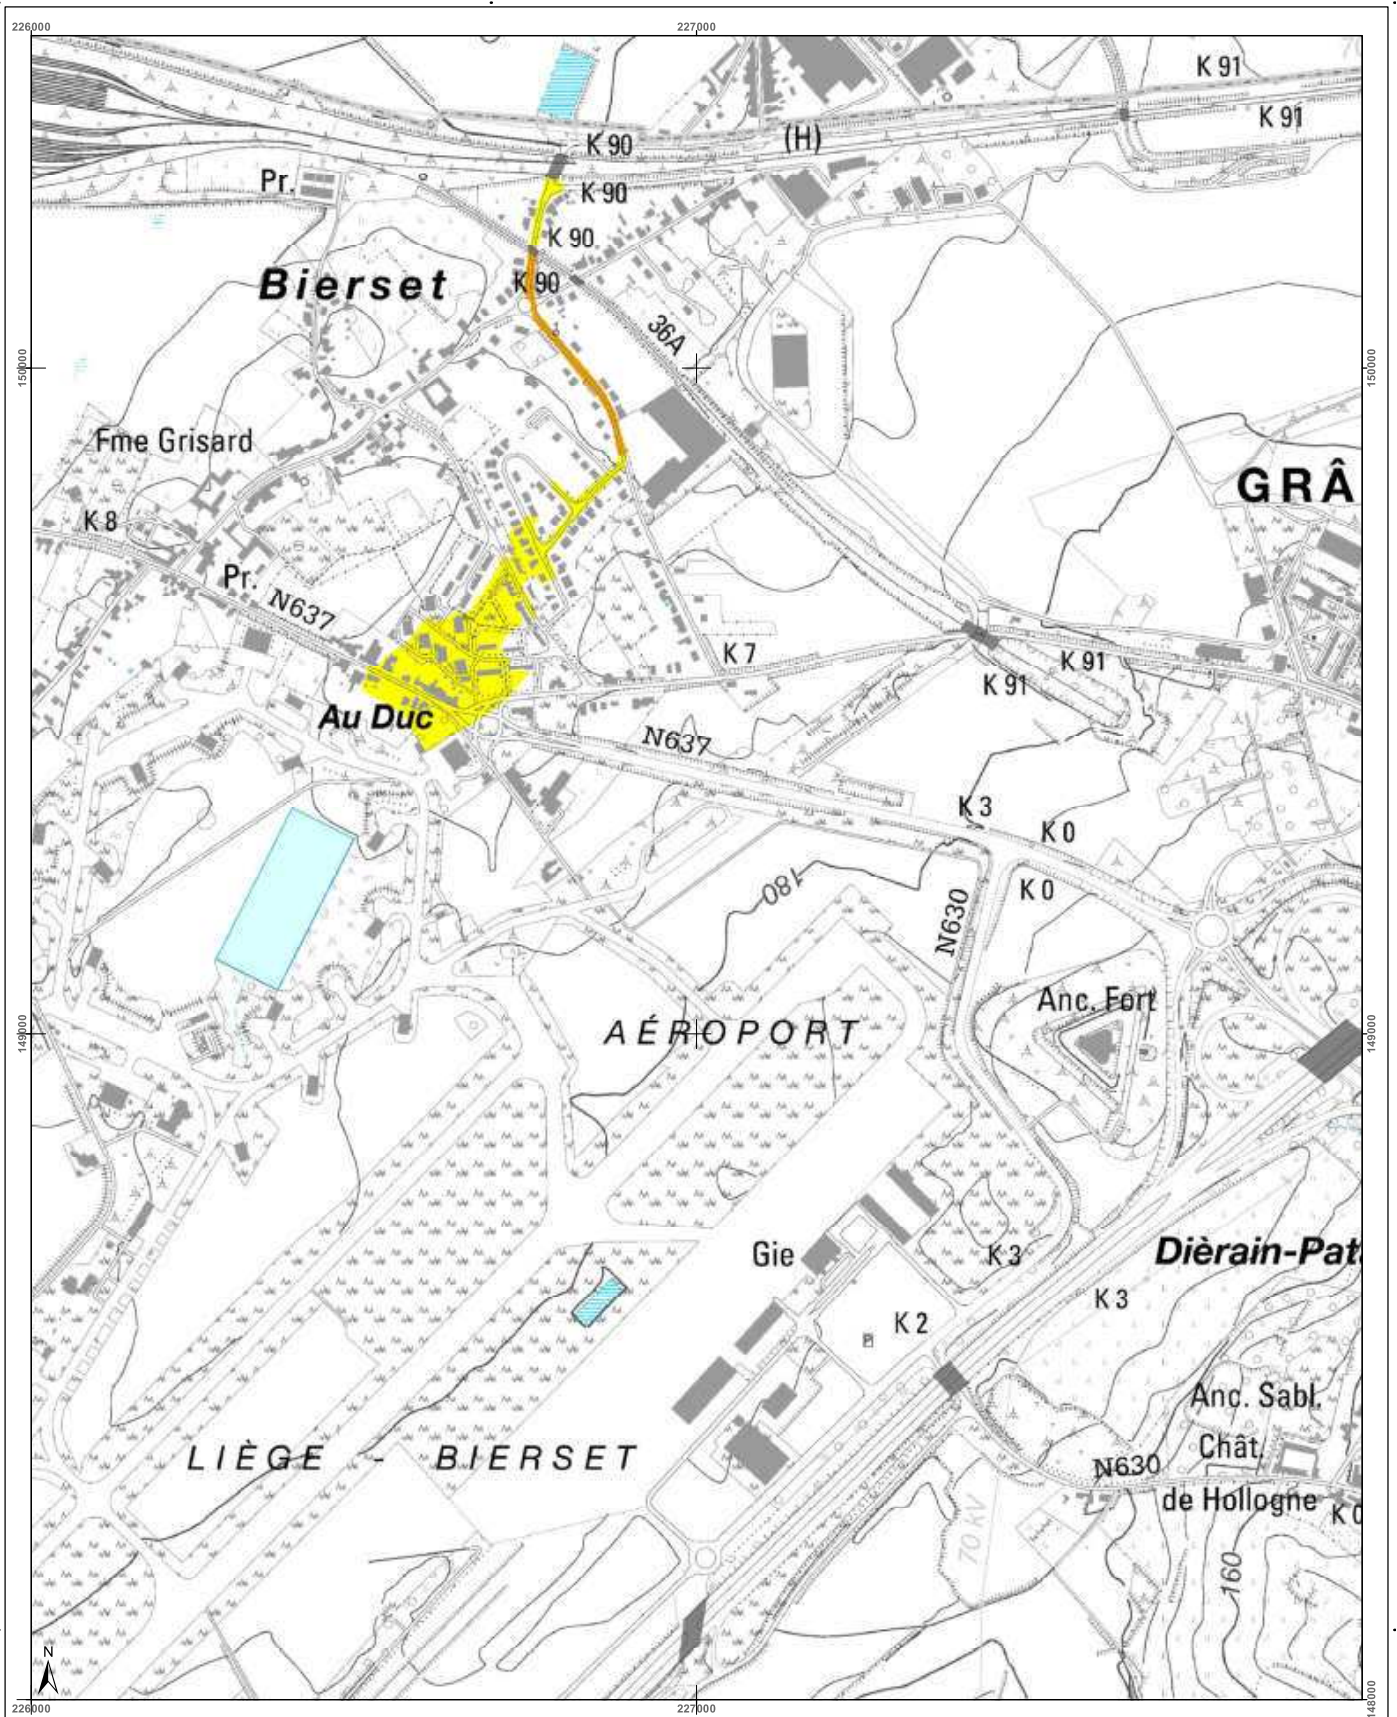 226000
227000
K 91
K 91
K 90
(H)
Pr.
K 90
K 90
Bierset
K 90
36A
150000
150000
Fme Grisard
GRÂ
K 8
Pr.
N637
K 7
K 91
K 91
Au Duc
N637
K 3
K 0
180
K 0
N630
Anc. Fort
AÉROPORT
149000
149000
Gie
K 3
Dièrain-Pat
K 3
K 2
P
Anc. Sabl.
LIÈGE - BIERSET
Chât.
N630
de Hollogne
K 0
70 KV
160
N
226000
227000
148000